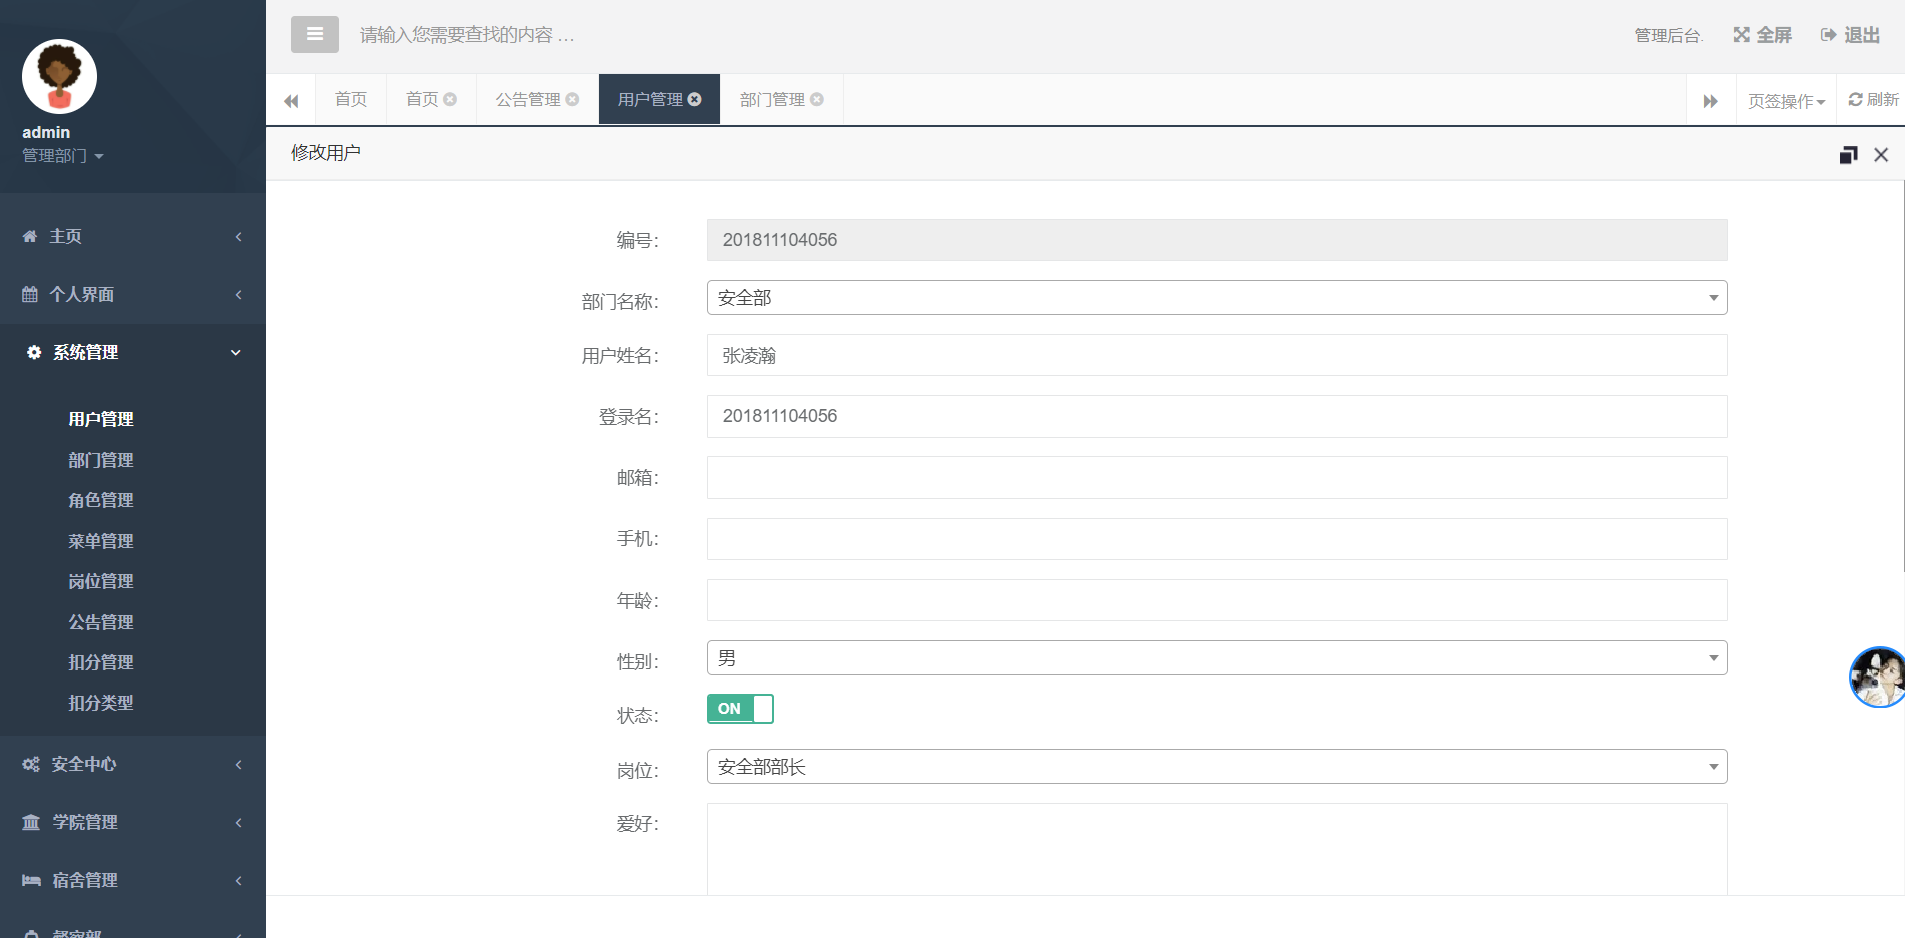 请输入您需要查找的内容 …
管理后台.
全屏
退出
admin
管理部门
首页
首页
公告管理
用户管理
部门管理
页签操作
刷新
修改用户
主页
个人界面
系统管理
用户管理
部门管理
角色管理
菜单管理
岗位管理
公告管理
扣分管理
扣分类型
安全中心
学院管理
宿舍管理
督察部
编号： 201811104056
部门名称： 安全部
用户姓名： 张凌瀚
登录名： 201811104056
邮箱：
手机：
年龄：
性别： 男
状态： ON
岗位： 安全部部长
爱好：